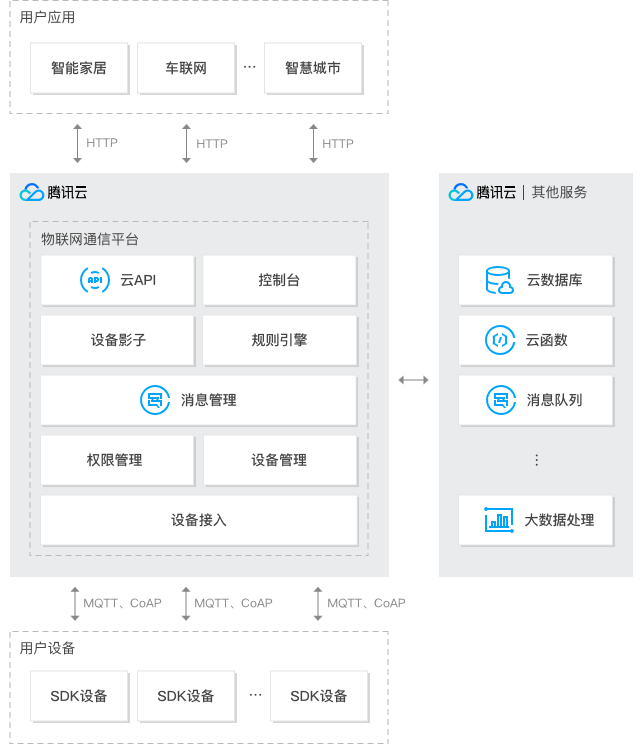 用户应用
智能家居
车联网
···
智慧城市
HTTP
HTTP
HTTP
腾讯云
物联网通信平台
API
云API
控制台
设备影子
规则引擎
消息管理
权限管理
设备管理
设备接入
腾讯云 | 其他服务
云数据库
云函数
消息队列
⋮
大数据处理
MQTT、CoAP
MQTT、CoAP
MQTT、CoAP
用户设备
SDK设备
SDK设备
···
SDK设备